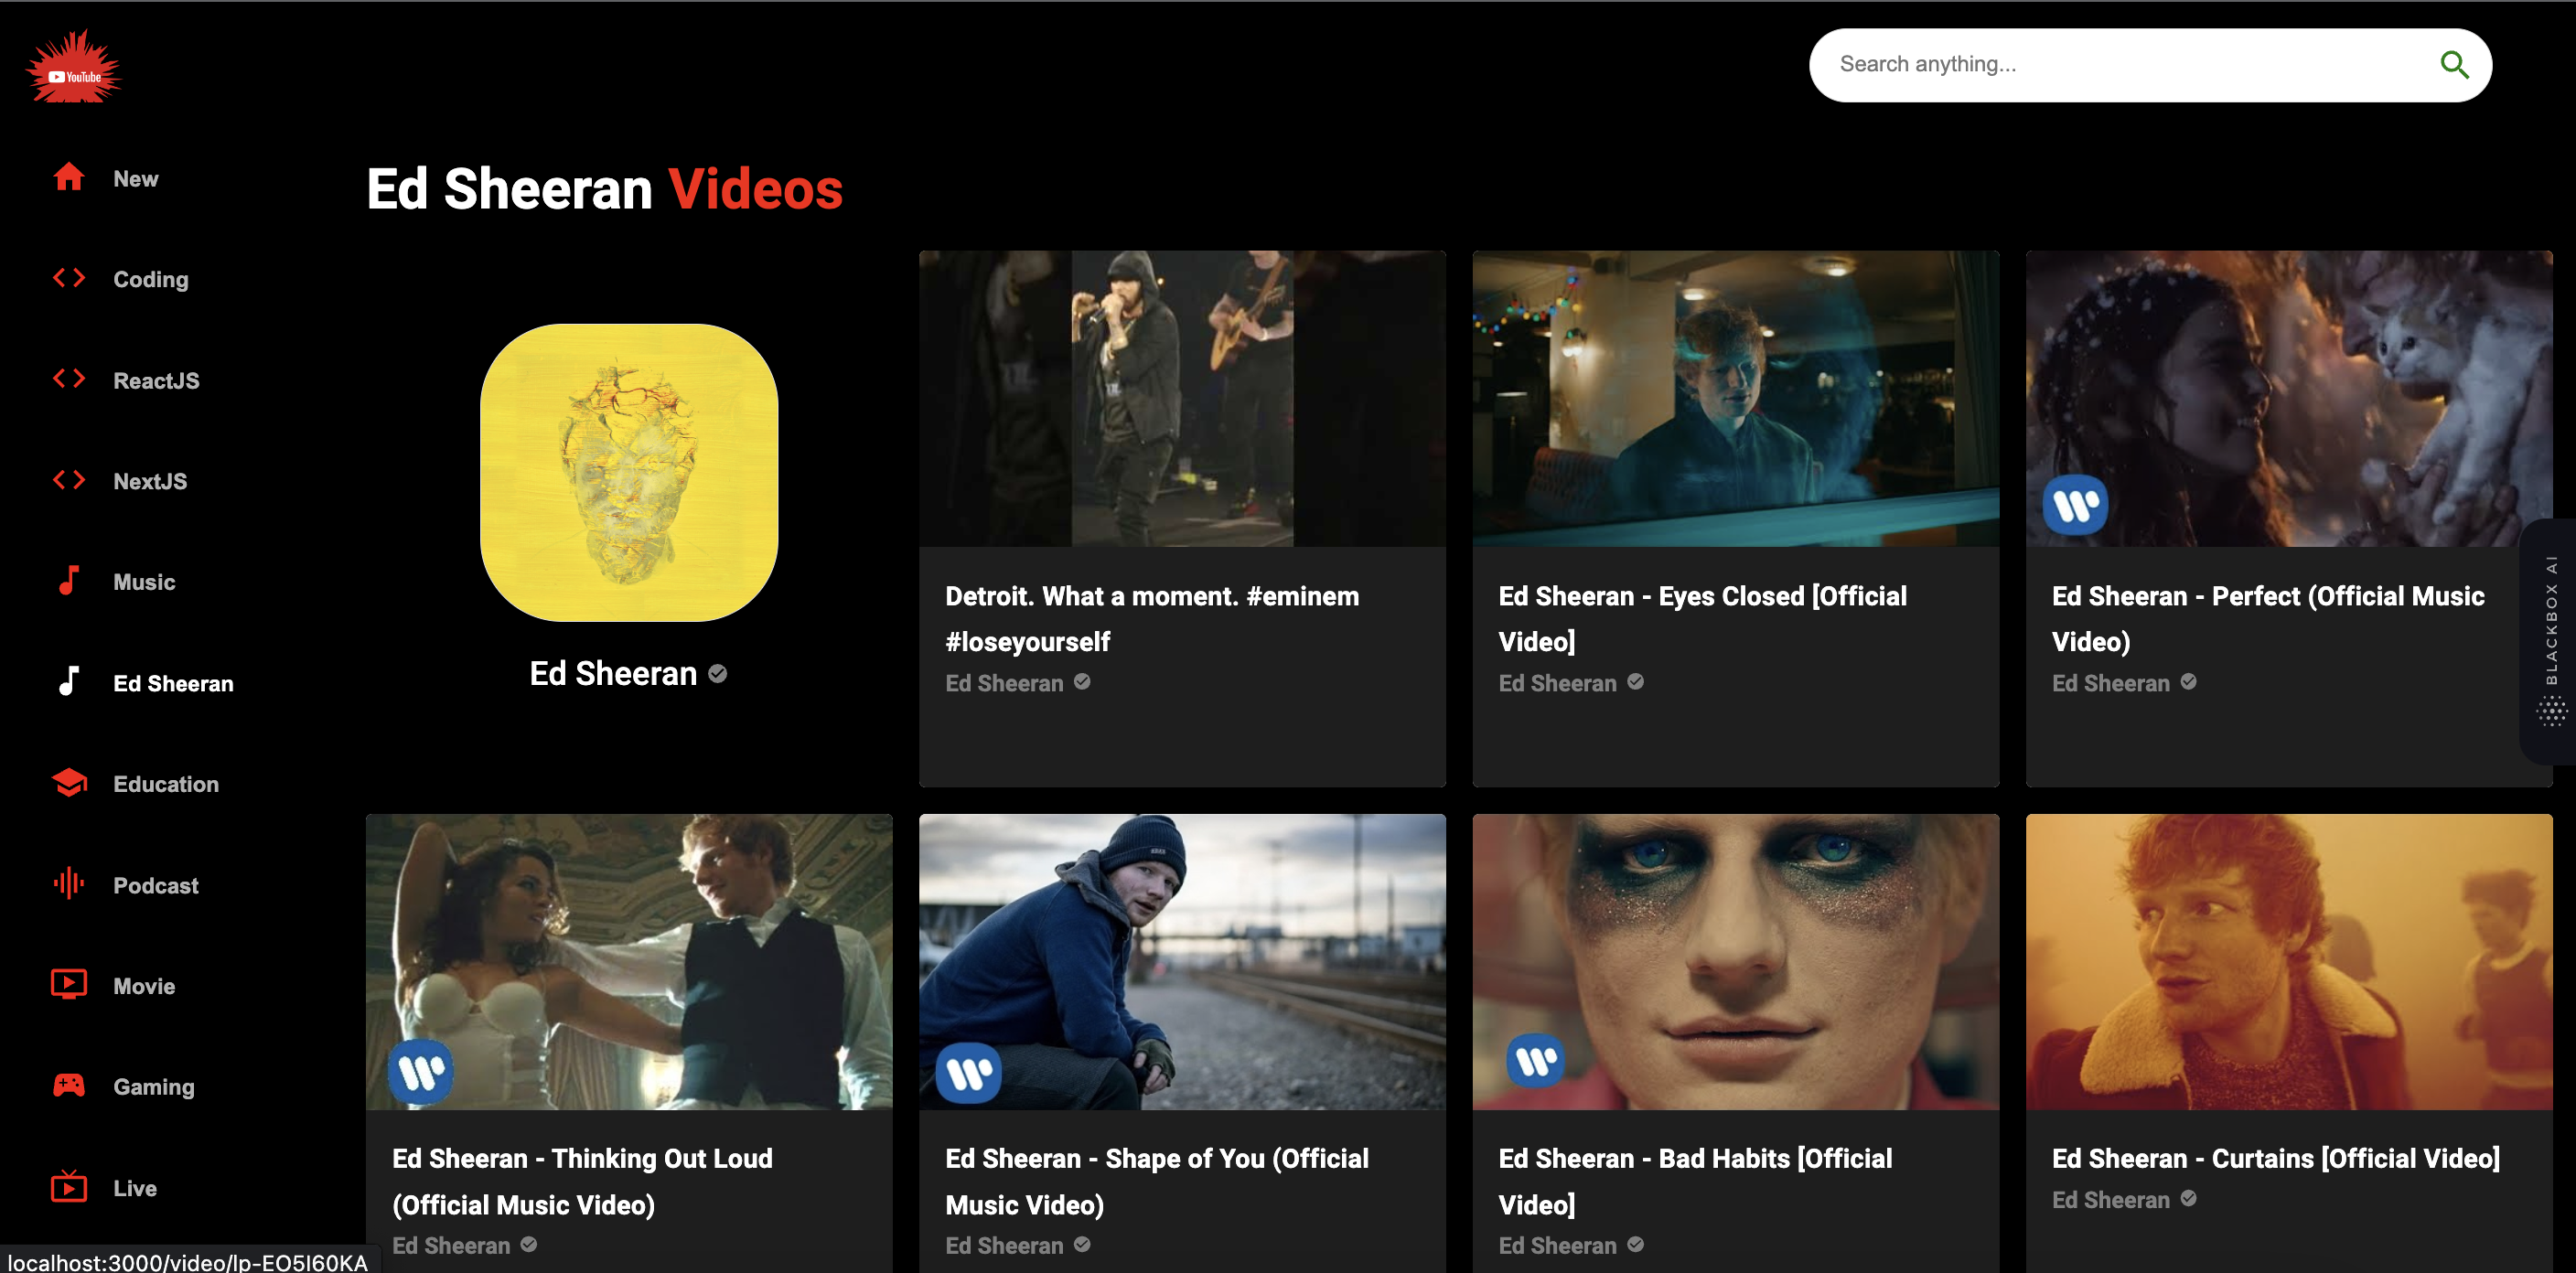 YouTube
Search anything...
New
Coding
ReactJS
NextJS
Music
Ed Sheeran
Education
Podcast
Movie
Gaming
Live
Ed Sheeran Videos
Ed Sheeran
Detroit. What a moment. #eminem
#loseyourself
Ed Sheeran
Ed Sheeran - Eyes Closed [Official
Video]
Ed Sheeran
Ed Sheeran - Perfect (Official Music
Video)
Ed Sheeran
BLACKBOX AI
Ed Sheeran - Thinking Out Loud
(Official Music Video)
Ed Sheeran
Ed Sheeran - Shape of You (Official
Music Video)
Ed Sheeran
Ed Sheeran - Bad Habits [Official
Video]
Ed Sheeran
Ed Sheeran - Curtains [Official Video]
Ed Sheeran
localhost:3000/video/lp-EO5I60KA